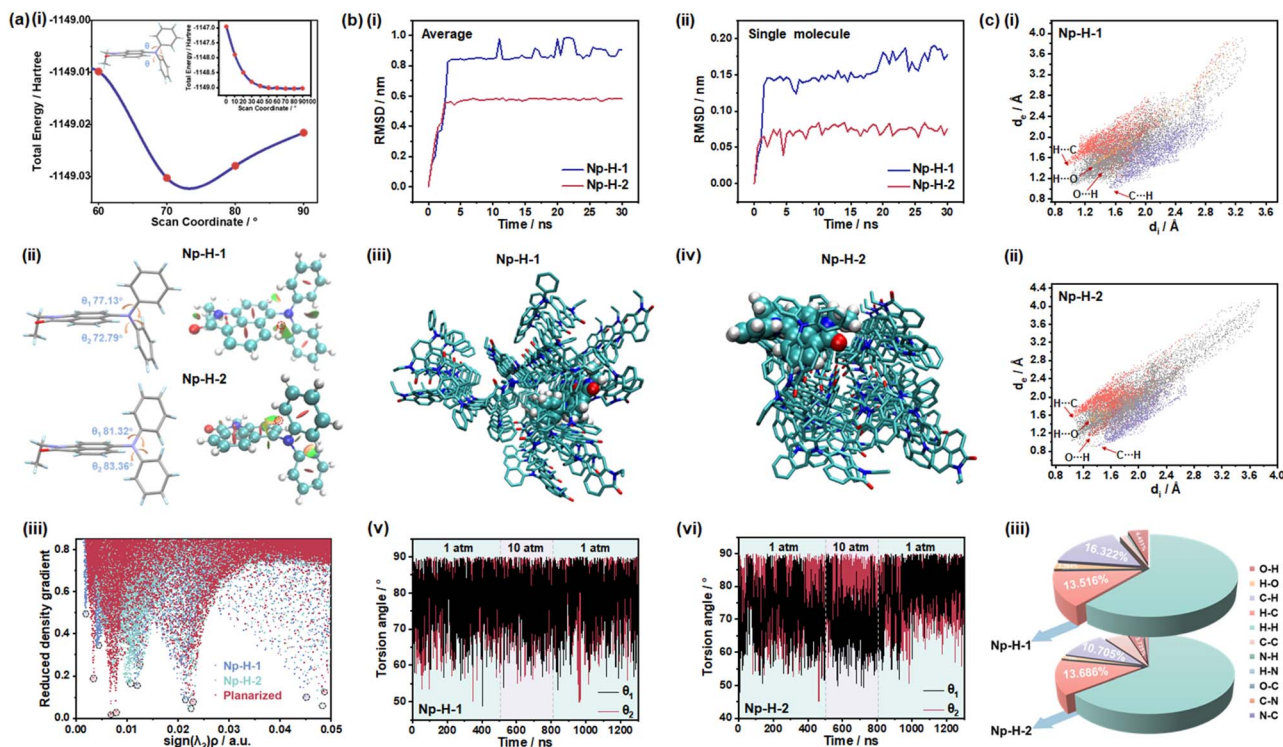 (a)(i)
-1149.00
-1149.01
-1149.02
-1149.03
Total Energy / Hartree
60 70 80 90
Scan Coordinate / °
θ
θ
-1147.0
-1147.5
-1148.0
-1148.5
-1149.0
Total Energy / Hartree
0 10 20 30 40 50 60 70 80 90 100
Scan Coordinate / °
(b)(i)
Average
1.0
0.8
0.6
0.4
0.2
0.0
RMSD / nm
Np-H-1
Np-H-2
0 5 10 15 20 25 30
Time / ns
ii
Single molecule
0.20
0.15
0.10
0.05
0.00
RMSD / nm
Np-H-1
Np-H-2
0 5 10 15 20 25 30
Time / ns
(c)(i)
Np-H-1
4.0
3.6
3.2
2.8
2.4
2.0
1.6
1.2
0.8
dₑ / Å
H···C
H···O
O···H
C···H
0.8 1.2 1.6 2.0 2.4 2.8 3.2 3.6
dᵢ / Å
(ii)
Np-H-1
θ₁ 77.13°
θ₂ 72.79°
Np-H-2
θ₁ 81.32°
θ₂ 83.36°
(iii)
Np-H-1
(iv)
Np-H-2
(ii)
Np-H-2
4.4
4.0
3.6
3.2
2.8
2.4
2.0
1.6
1.2
0.8
dₑ / Å
H···C
H···O
O···H
C···H
0.8 1.2 1.6 2.0 2.4 2.8 3.2 3.6 4.0
dᵢ / Å
(iii)
0.8
0.6
0.4
0.2
0.0
Reduced density gradient
Np-H-1
Np-H-2
Planarized
0.00 0.01 0.02 0.03 0.04 0.05
sign(λ₂)ρ / a.u.
(v)
1 atm 10 atm 1 atm
90
80
70
60
50
Torsion angle / °
θ₁
θ₂
Np-H-1
0 200 400 600 800 1000 1200
Time / ns
(vi)
1 atm 10 atm 1 atm
90
80
70
60
50
40
Torsion angle / °
θ₁
θ₂
Np-H-2
0 200 400 600 800 1000 1200
Time / ns
(iii)
16.322%
13.516%
Np-H-1
10.705%
13.686%
Np-H-2
O-H
H-O
C-H
H-C
H-H
C-C
N-H
H-N
O-C
C-N
N-C